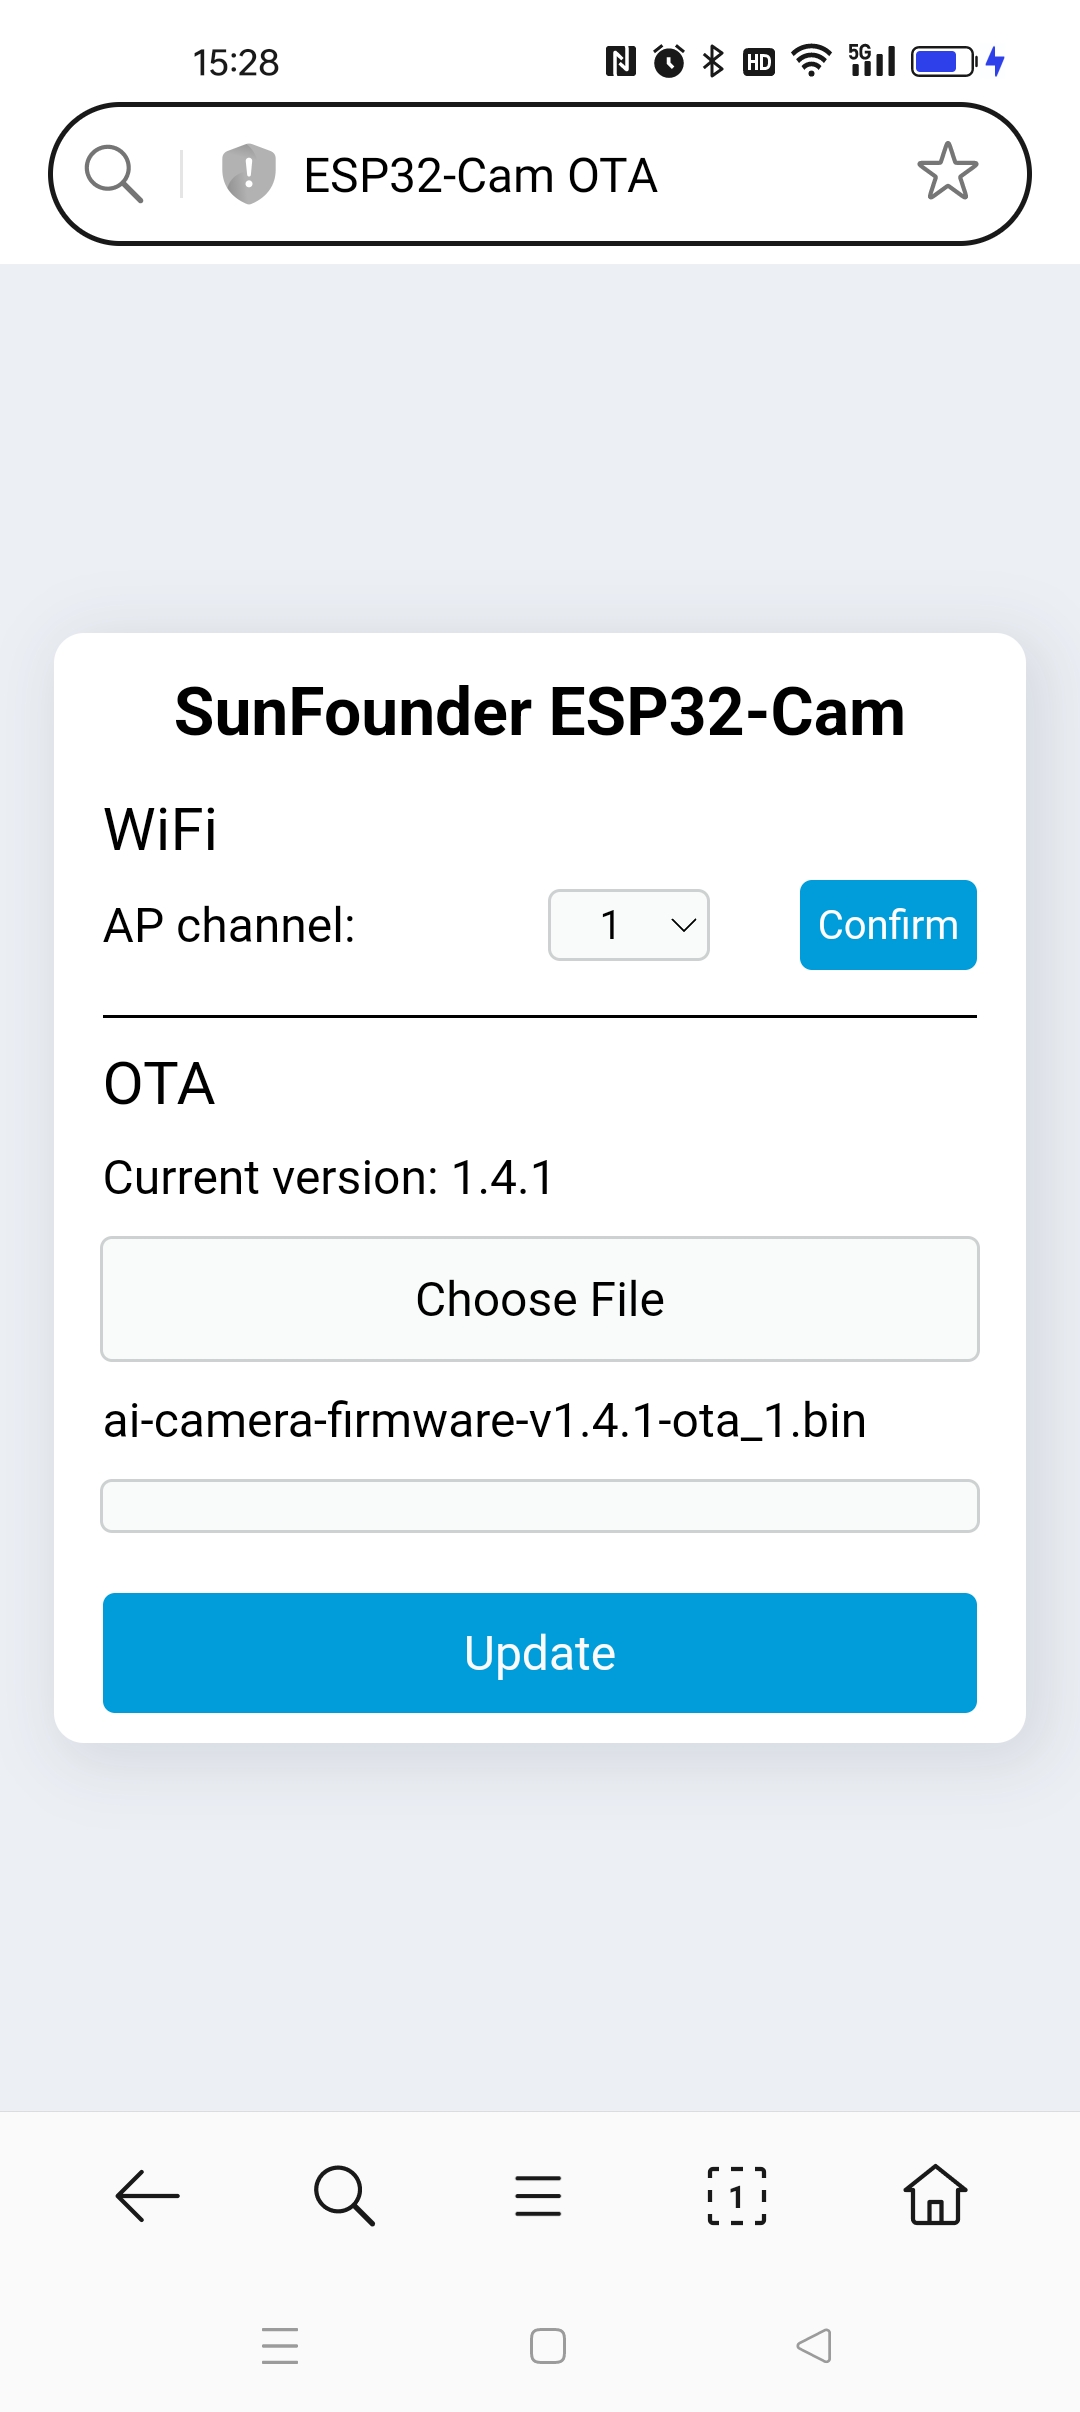 15:28
HD
5G
ESP32-Cam OTA
SunFounder ESP32-Cam
WiFi
AP channel:
1
Confirm
OTA
Current version: 1.4.1
Choose File
ai-camera-firmware-v1.4.1-ota_1.bin
Update
1